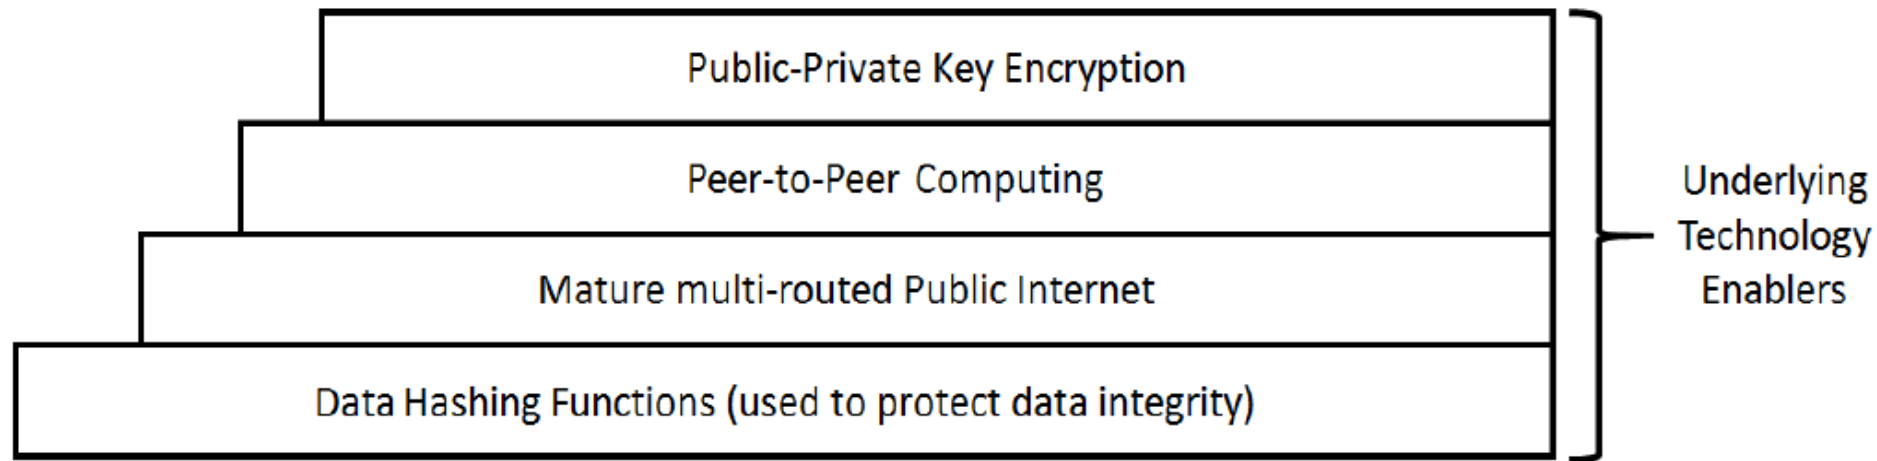 Public-Private Key Encryption
Peer-to-Peer Computing
Mature multi-routed Public Internet
Data Hashing Functions (used to protect data integrity)
Underlying
Technology
Enablers